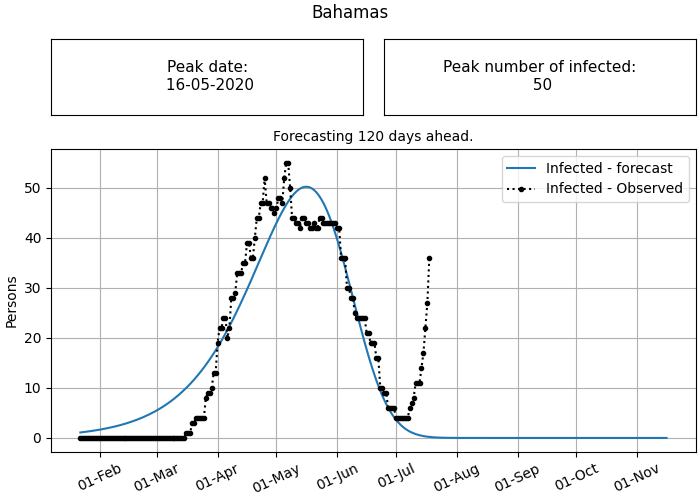 Bahamas
Peak date:
16-05-2020
Peak number of infected:
50
Forecasting 120 days ahead.
Infected - forecast
Infected - Observed
Persons
50
40
30
20
10
0
01-Feb
01-Mar
01-Apr
01-May
01-Jun
01-Jul
01-Aug
01-Sep
01-Oct
01-Nov